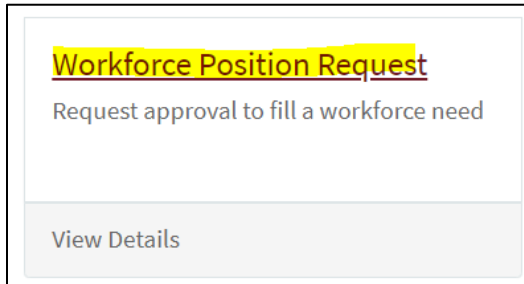 Workforce Position Request
Request approval to fill a workforce need
View Details